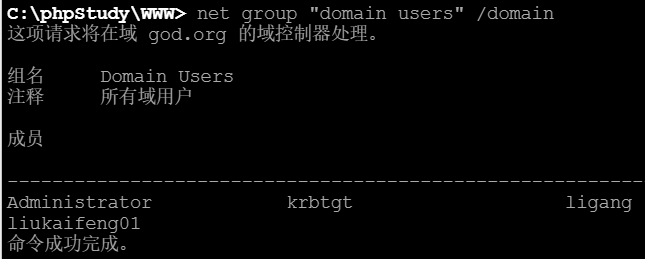 C:\phpStudy\WWW> net group "domain users" /domain
这项请求将在域 god.org 的域控制器处理。
组名     Domain Users
注释     所有域用户
成员
-------------------------------------------------------------------------------
Administrator            krbtgt                   ligang
liukaifeng01
命令成功完成。